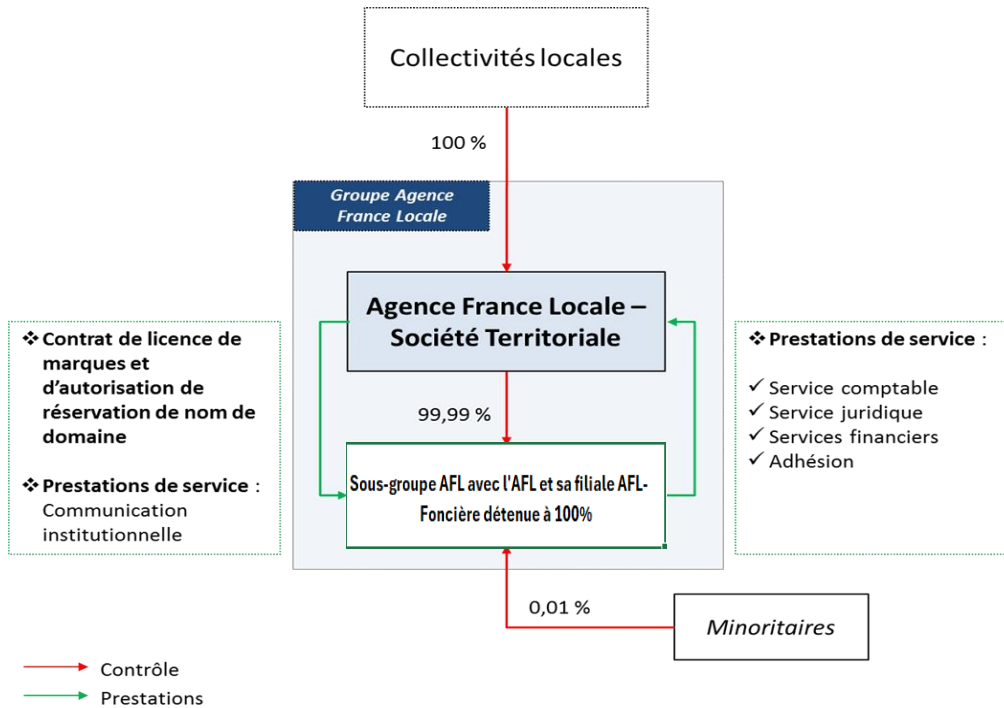 Collectivités locales
100 %
Groupe Agence
France Locale
Agence France Locale –
Société Territoriale
❖ Contrat de licence de
marques et
d'autorisation de
réservation de nom de
domaine
❖ Prestations de service :
Communication
institutionnelle
99,99 %
Sous-groupe AFL avec l'AFL et sa filiale AFL-
Foncière détenue à 100%
❖ Prestations de service :
✓ Service comptable
✓ Service juridique
✓ Services financiers
✓ Adhésion
0,01 %
Minoritaires
Contrôle
Prestations